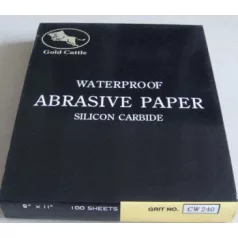 Gold Cattle
WATERPROOF
ABRASIVE PAPER
SILICON CARBIDE
9" x 11" 100 SHEETS GRIT NO. CW 240